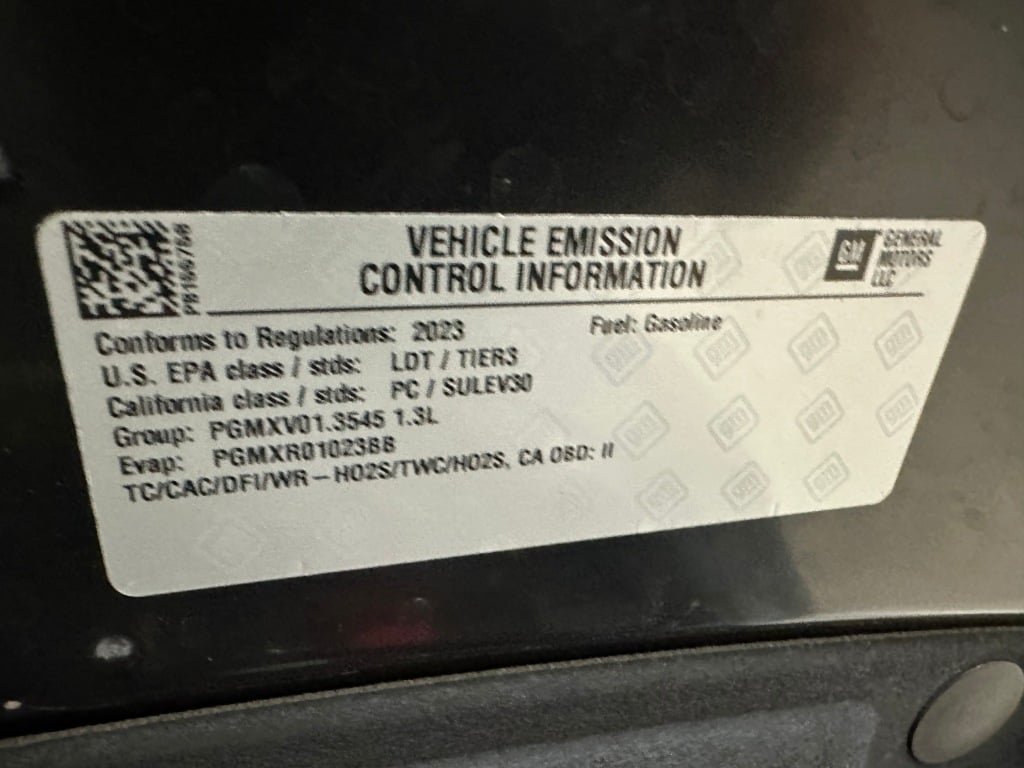 VEHICLE EMISSION
CONTROL INFORMATION
GM GENERAL
MOTORS
LLC
Conforms to Regulations: 2023 Fuel: Gasoline
U.S. EPA class / stds: LDT / TIER3
California class / stds: PC / SULEV30
Group: PGMXV01.3545 1.3L
Evap: PGMXR0102388
TC/CAC/DFI/WR-HO2S/TWC/HO2S, CA OBD: II